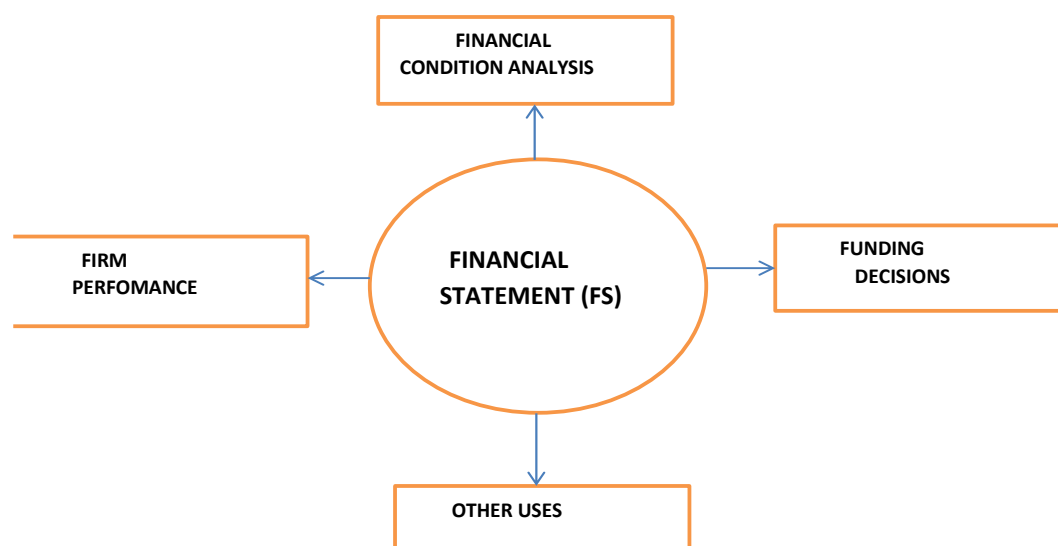 FINANCIAL
CONDITION ANALYSIS
FIRM
PERFOMANCE
FINANCIAL
STATEMENT (FS)
FUNDING
DECISIONS
OTHER USES